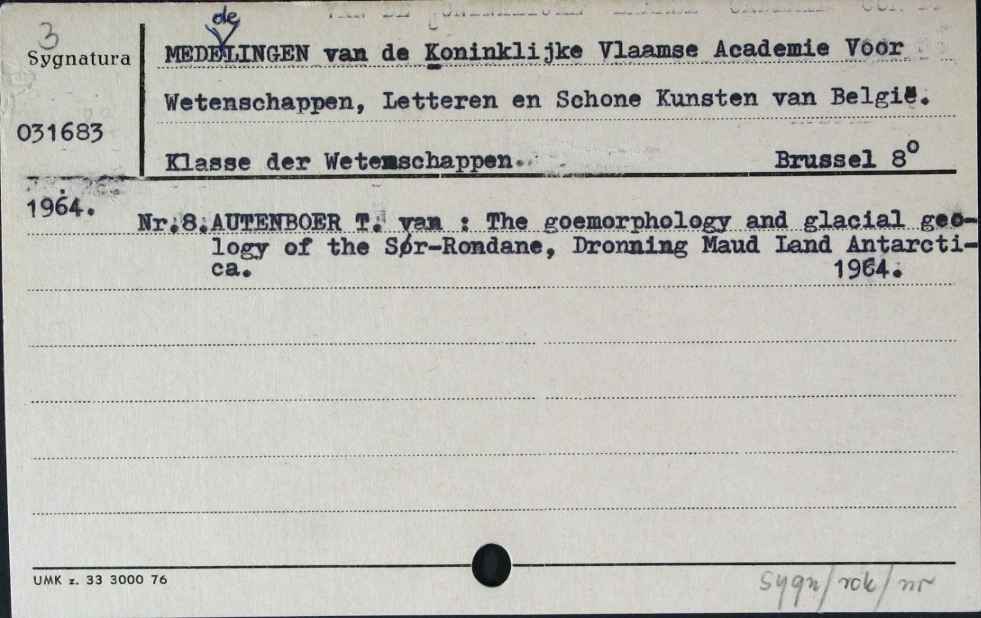 3
Sygnatura
031683
de
MEDELINGEN van de Koninklijke Vlaamse Academie Voor
Wetenschappen, Letteren en Schone Kunsten van België.
Klasse der Wetenschappen. Brussel 8°
1964.
Nr.8.AUTENBOER T. van : The goemorphology and glacial geo-
logy of the Sør-Rondane, Dronning Maud Land Antarcti-
ca. 1964.
UMK z. 33 3000 76
Sygn/rok/nr